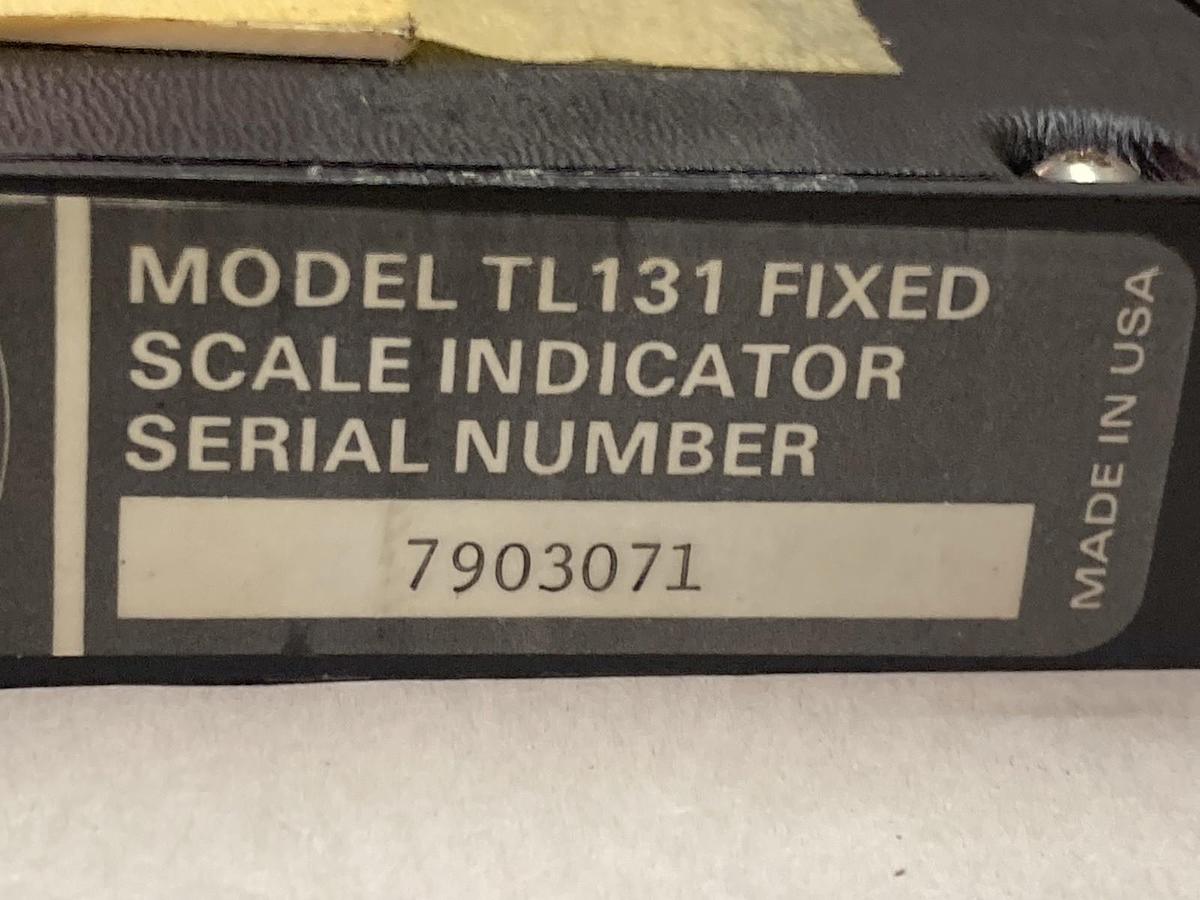 MODEL TL131 FIXED
SCALE INDICATOR
SERIAL NUMBER
7903071
MADE IN USA